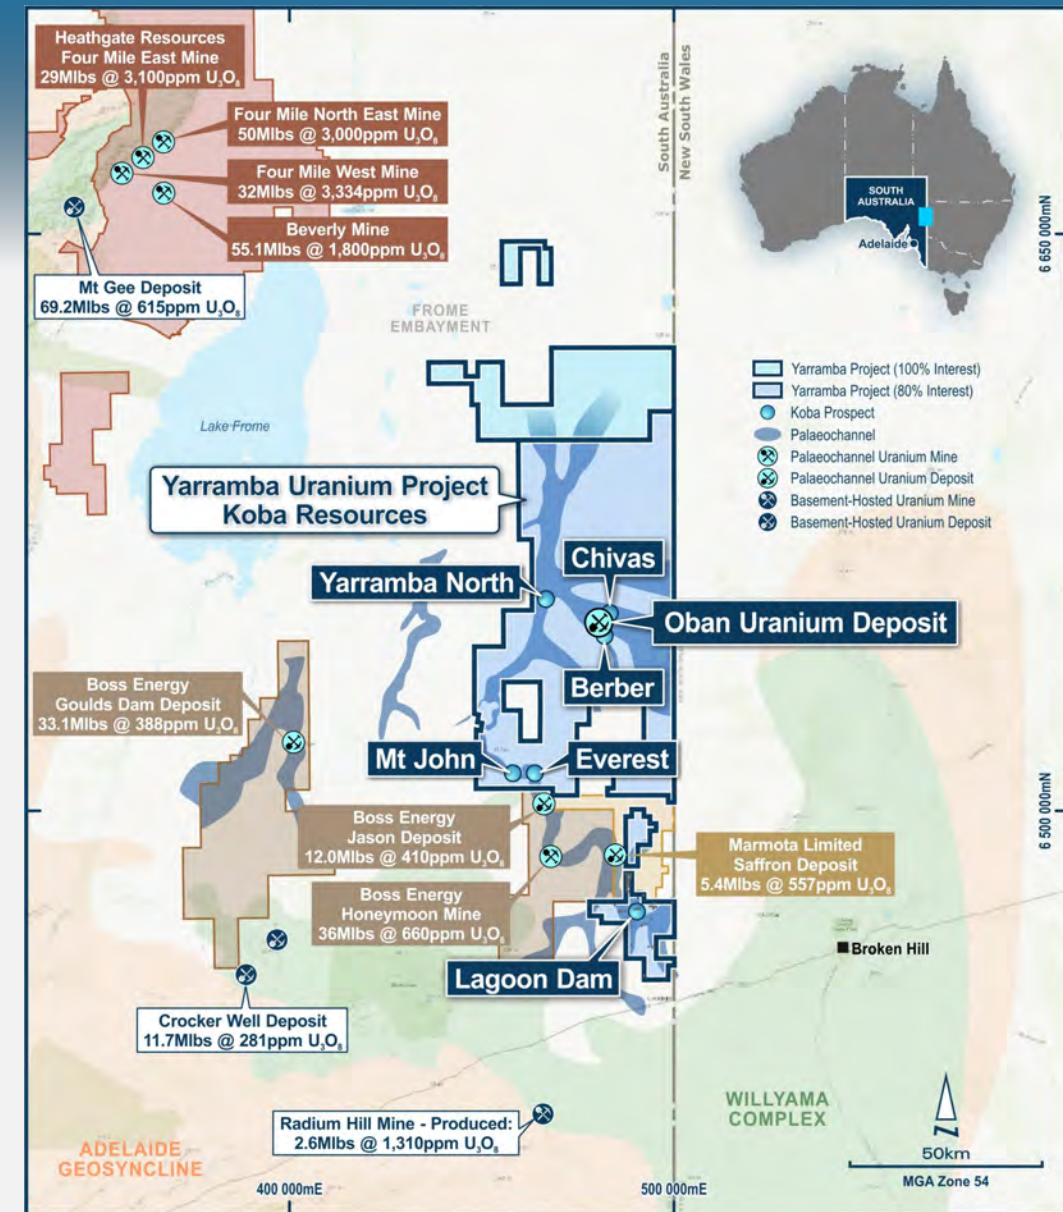 Heathgate Resources
Four Mile East Mine
29Mlbs @ 3,100ppm U₃O₈
Four Mile North East Mine
50Mlbs @ 3,000ppm U₃O₈
Four Mile West Mine
32Mlbs @ 3,334ppm U₃O₈
Beverly Mine
55.1Mlbs @ 1,800ppm U₃O₈
Mt Gee Deposit
69.2Mlbs @ 615ppm U₃O₈
South Australia
New South Wales
SOUTH
AUSTRALIA
Adelaide
6 650 000mN
FROME
EMBAYMENT
Lake Frome
Yarramba Project (100% Interest)
Yarramba Project (80% Interest)
Koba Prospect
Palaeochannel
Palaeochannel Uranium Mine
Palaeochannel Uranium Deposit
Basement-Hosted Uranium Mine
Basement-Hosted Uranium Deposit
Yarramba Uranium Project
Koba Resources
Yarramba North
Chivas
Oban Uranium Deposit
Berber
Boss Energy
Goulds Dam Deposit
33.1Mlbs @ 388ppm U₃O₈
Mt John
Everest
6 500 000mN
Boss Energy
Jason Deposit
12.0Mlbs @ 410ppm U₃O₈
Marmota Limited
Saffron Deposit
5.4Mlbs @ 557ppm U₃O₈
Boss Energy
Honeymoon Mine
36Mlbs @ 660ppm U₃O₈
Broken Hill
Lagoon Dam
Crocker Well Deposit
11.7Mlbs @ 281ppm U₃O₈
Radium Hill Mine - Produced:
2.6Mlbs @ 1,310ppm U₃O₈
WILLYAMA
COMPLEX
ADELAIDE
GEOSYNCLINE
N
50km
MGA Zone 54
400 000mE
500 000mE